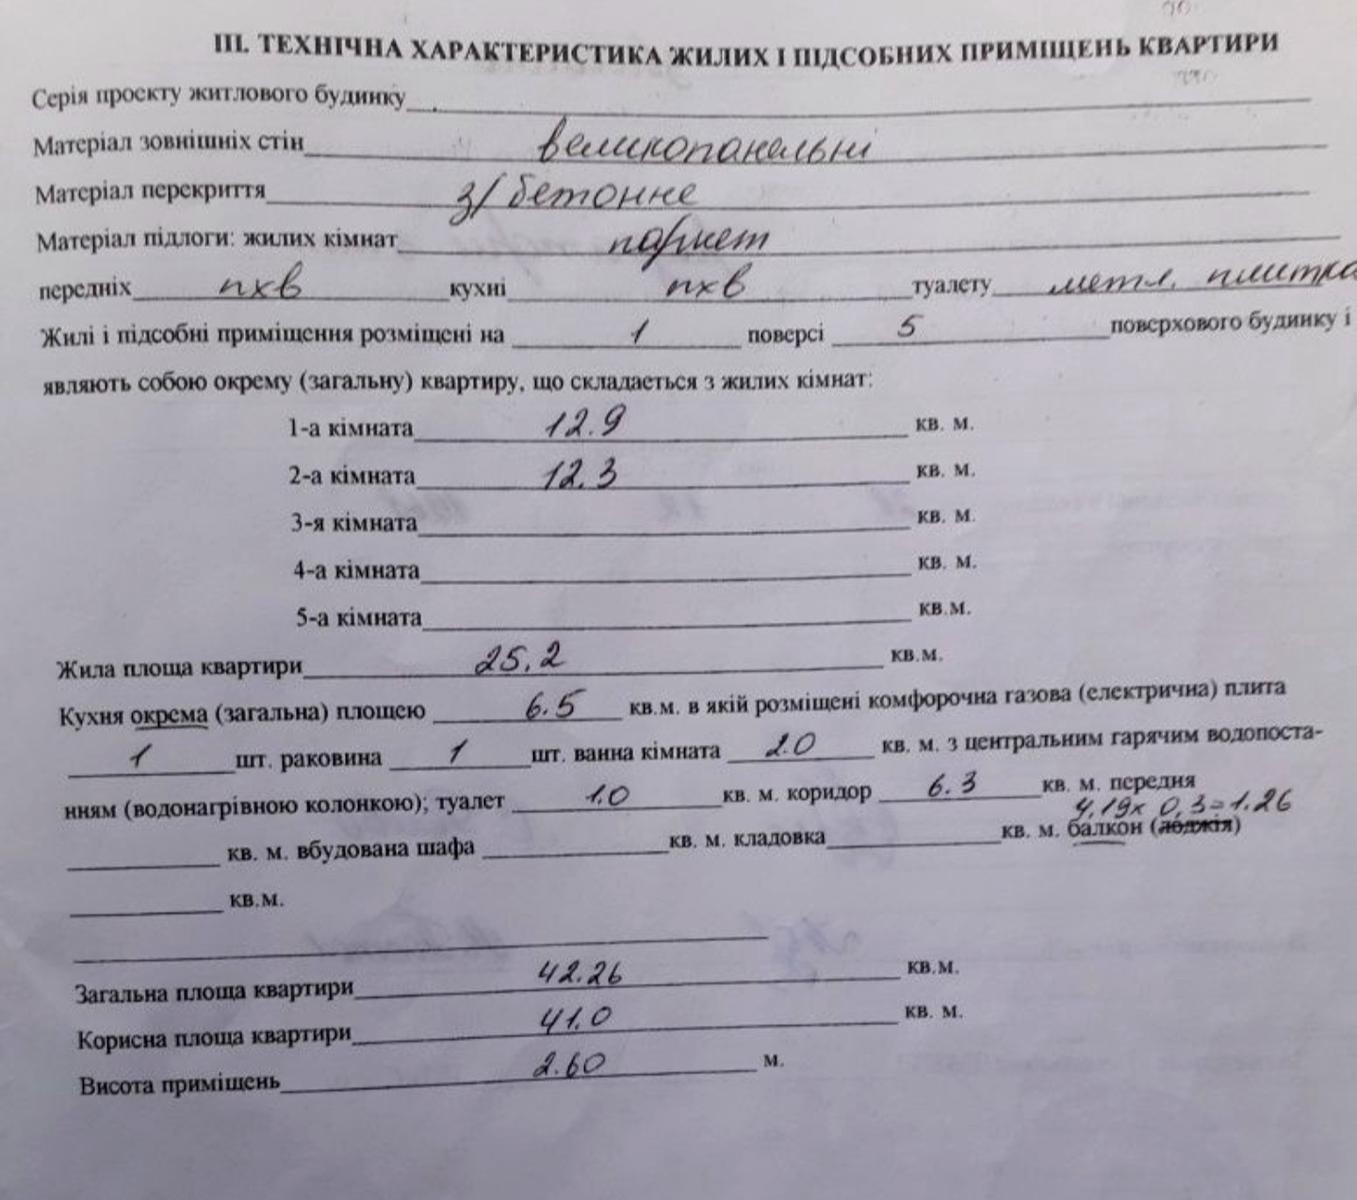 III. ТЕХНІЧНА ХАРАКТЕРИСТИКА ЖИЛИХ І ПІДСОБНИХ ПРИМІЩЕНЬ КВАРТИРИ
Серія проєкту житлового будинку
Матеріал зовнішніх стін великопанельні
Матеріал перекриття з/бетонне
Матеріал підлоги: жилих кімнат паркет
передніх пхв кухні пхв туалету метл. плитка
Жилі і підсобні приміщення розміщені на 1 поверсі 5 поверхового будинку і
являють собою окрему (загальну) квартиру, що складається з жилих кімнат:
1-а кімната 12.9 кв. м.
2-а кімната 12.3 кв. м.
3-я кімната кв. м.
4-а кімната кв. м.
5-а кімната кв.м.
Жила площа квартири 25.2 кв.м.
Кухня окрема (загальна) площею 6.5 кв.м. в якій розміщені комфорочна газова (електрична) плита
1 шт. раковина 1 шт. ванна кімната 2.0 кв. м. з центральним гарячим водопоста-
нням (водонагрівною колонкою); туалет 1.0 кв. м. коридор 6.3 кв. м. передня
4,19х 0,3=1.26
кв. м. вбудована шафа кв. м. кладовка кв. м. балкон (лоджія)
кв.м.
Загальна площа квартири 42.26 кв.м.
Корисна площа квартири 41.0 кв. м.
Висота приміщень 2.60 м.